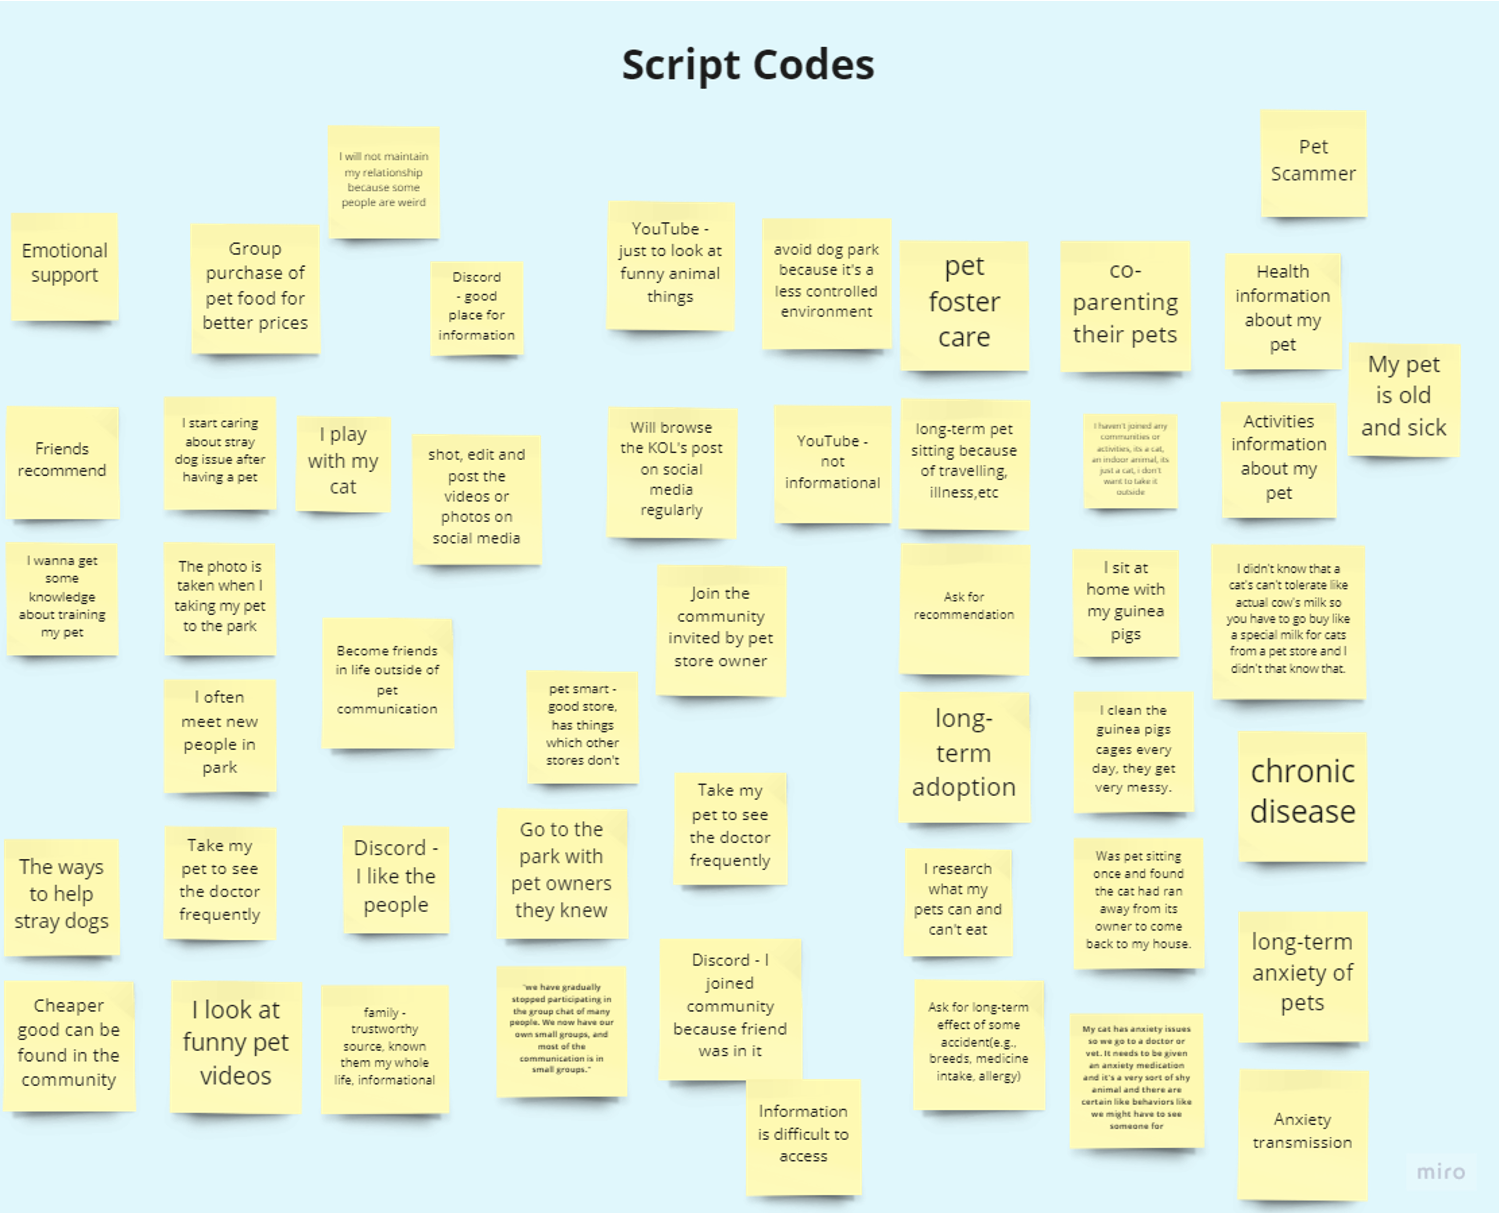 Script Codes
I will not maintain
my relationship
because some
people are weird
Pet
Scammer
Emotional
support
Group
purchase of
pet food for
better prices
Discord
- good
place for
information
YouTube -
just to look at
funny animal
things
avoid dog park
because it's a
less controlled
environment
pet
foster
care
co-
parenting
their pets
Health
information
about my
pet
My pet
is old
and sick
Friends
recommend
I start caring
about stray
dog issue after
having a pet
I play
with my
cat
shot, edit and
post the
videos or
photos on
social media
Will browse
the KOL's post
on social
media
regularly
YouTube -
not
informational
long-term pet
sitting because
of travelling,
illness,etc
I haven't joined any
communities or
activities, its a cat,
an indoor animal, its
just a cat, i don't
want to take it
outside
Activities
information
about my
pet
I wanna get
some
knowledge
about training
my pet
The photo is
taken when I
taking my pet
to the park
Become friends
in life outside of
pet
communication
Join the
community
invited by pet
store owner
Ask for
recommendation
I sit at
home with
my guinea
pigs
I didn't know that a
cat's can't tolerate like
actual cow's milk so
you have to go buy like
a special milk for cats
from a pet store and I
didn't that know that.
I often
meet new
people in
park
pet smart -
good store,
has things
which other
stores don't
long-
term
adoption
I clean the
guinea pigs
cages every
day, they get
very messy.
chronic
disease
Take my
pet to see
the doctor
frequently
The ways
to help
stray dogs
Take my
pet to see
the doctor
frequently
Discord -
I like the
people
Go to the
park with
pet owners
they knew
I research
what my
pets can and
can't eat
Was pet sitting
once and found
the cat had ran
away from its
owner to come
back to my house.
long-term
anxiety of
pets
Cheaper
good can be
found in the
community
I look at
funny pet
videos
family -
trustworthy
source, known
them my whole
life, informational
"we have gradually
stopped participating in
the group chat of many
people. We now have our
own small groups, and
most of the
communication is in
small groups."
Discord - I
joined
community
because friend
was in it
Ask for long-term
effect of some
accident(e.g.,
breeds, medicine
intake, allergy)
My cat has anxiety issues
so we go to a doctor or
vet. It needs to be given
an anxiety medication
and it's a very sort of shy
animal and there are
certain like behaviors like
we might have to see
someone for
Information
is difficult to
access
Anxiety
transmission
miro